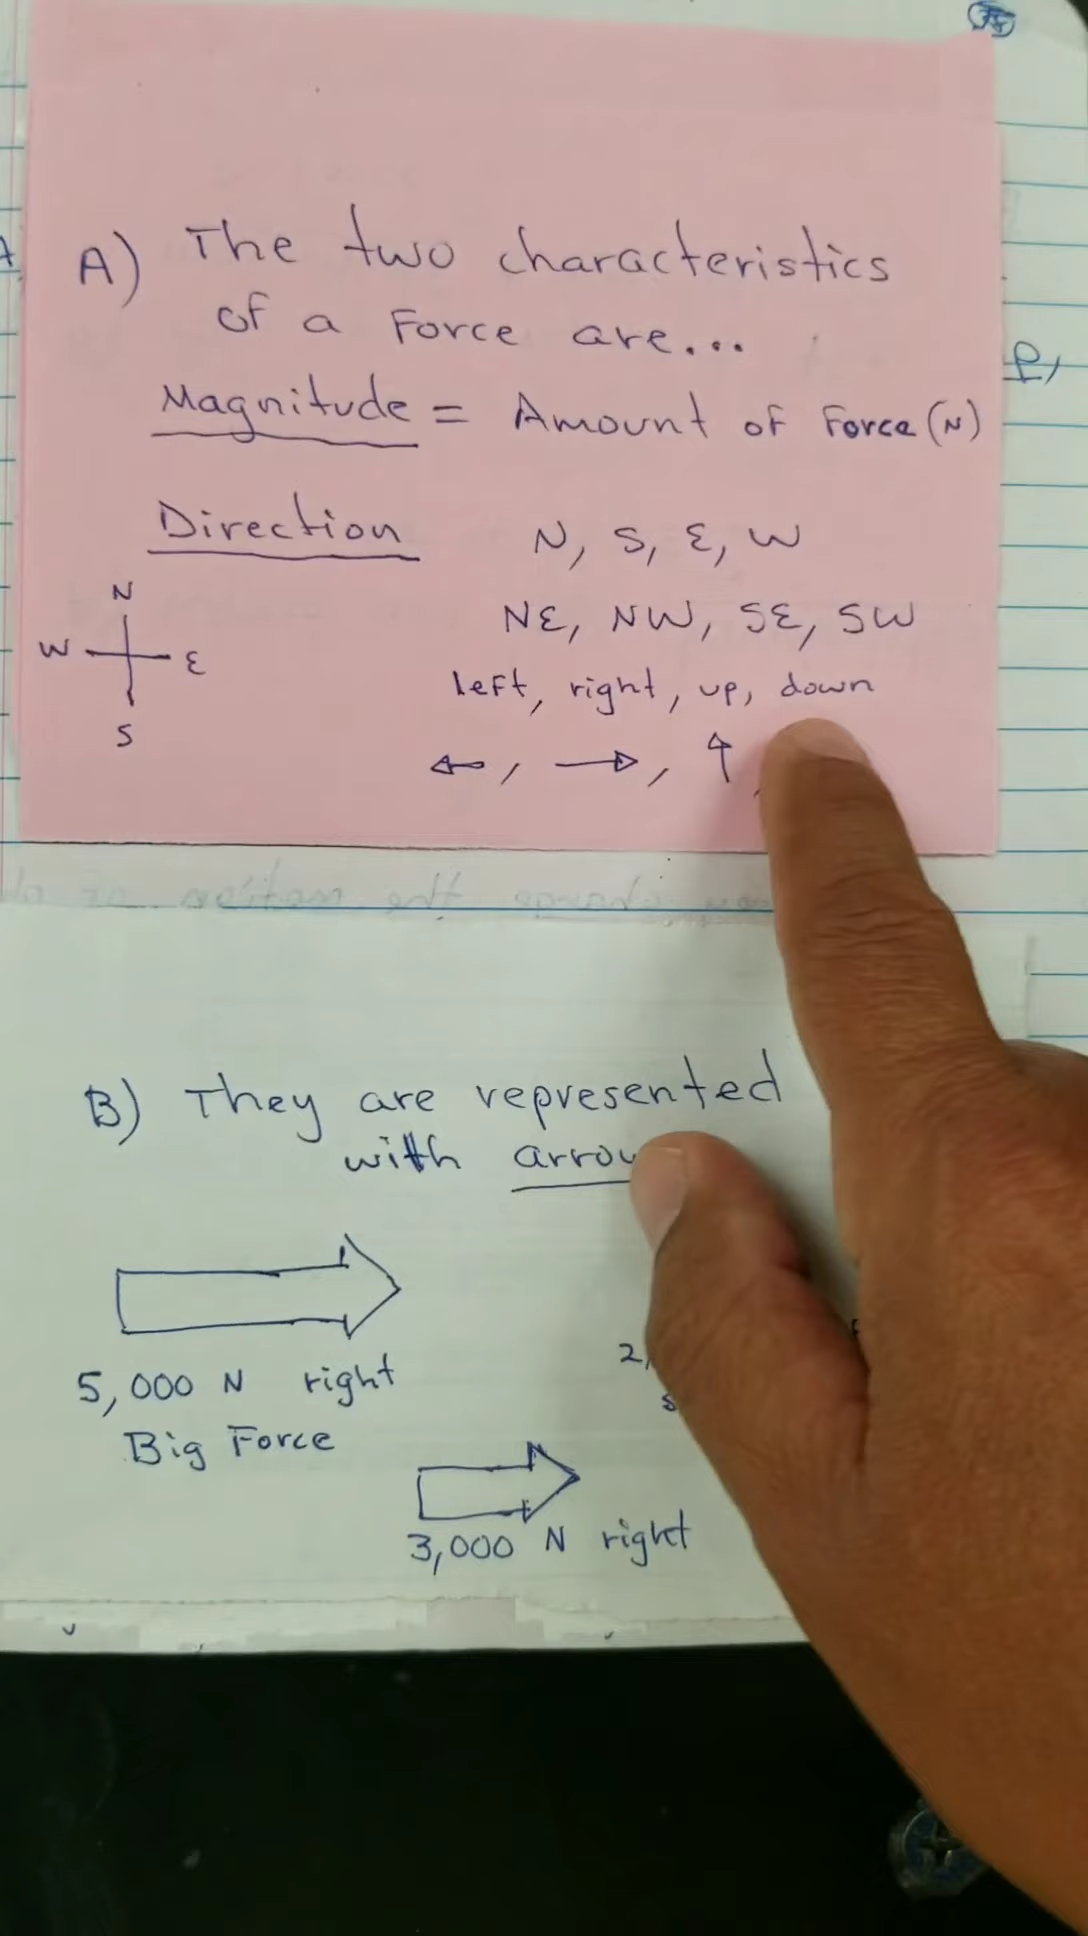 A) The two characteristics
of a Force are...
Magnitude = Amount of Force (N)
Direction N, S, E, W
NE, NW, SE, SW
left, right, up, down
←, →, ↑,
N
W E
S
B) They are represented
with
5,000 N right
Big Force
3,000 N right